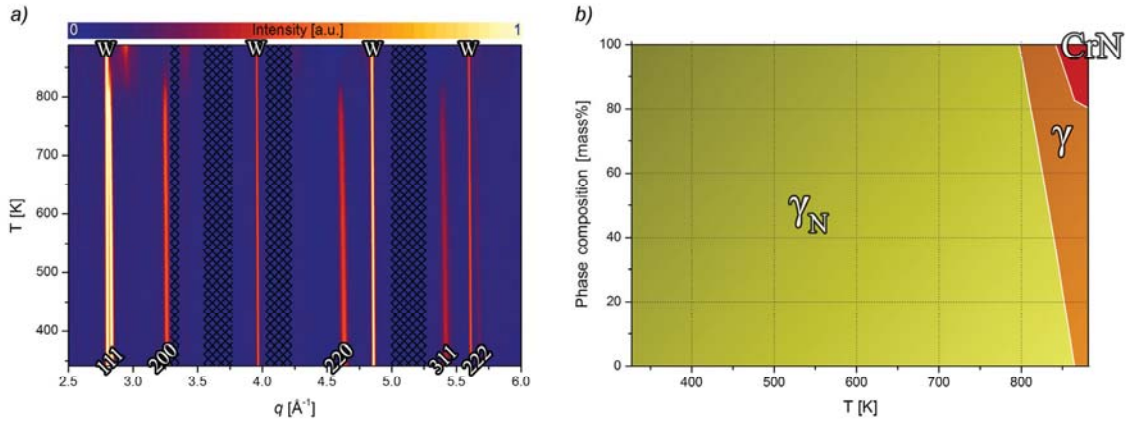 a)
0 Intensity [a.u.] 1
W W W W
T [K]
800
700
600
500
400
111 200 220 311 222
2.5 3.0 3.5 4.0 4.5 5.0 5.5 6.0
q [Å⁻¹]
b)
Phase composition [mass%]
100
80
60
40
20
0
CrN
γ
γN
400 500 600 700 800
T [K]